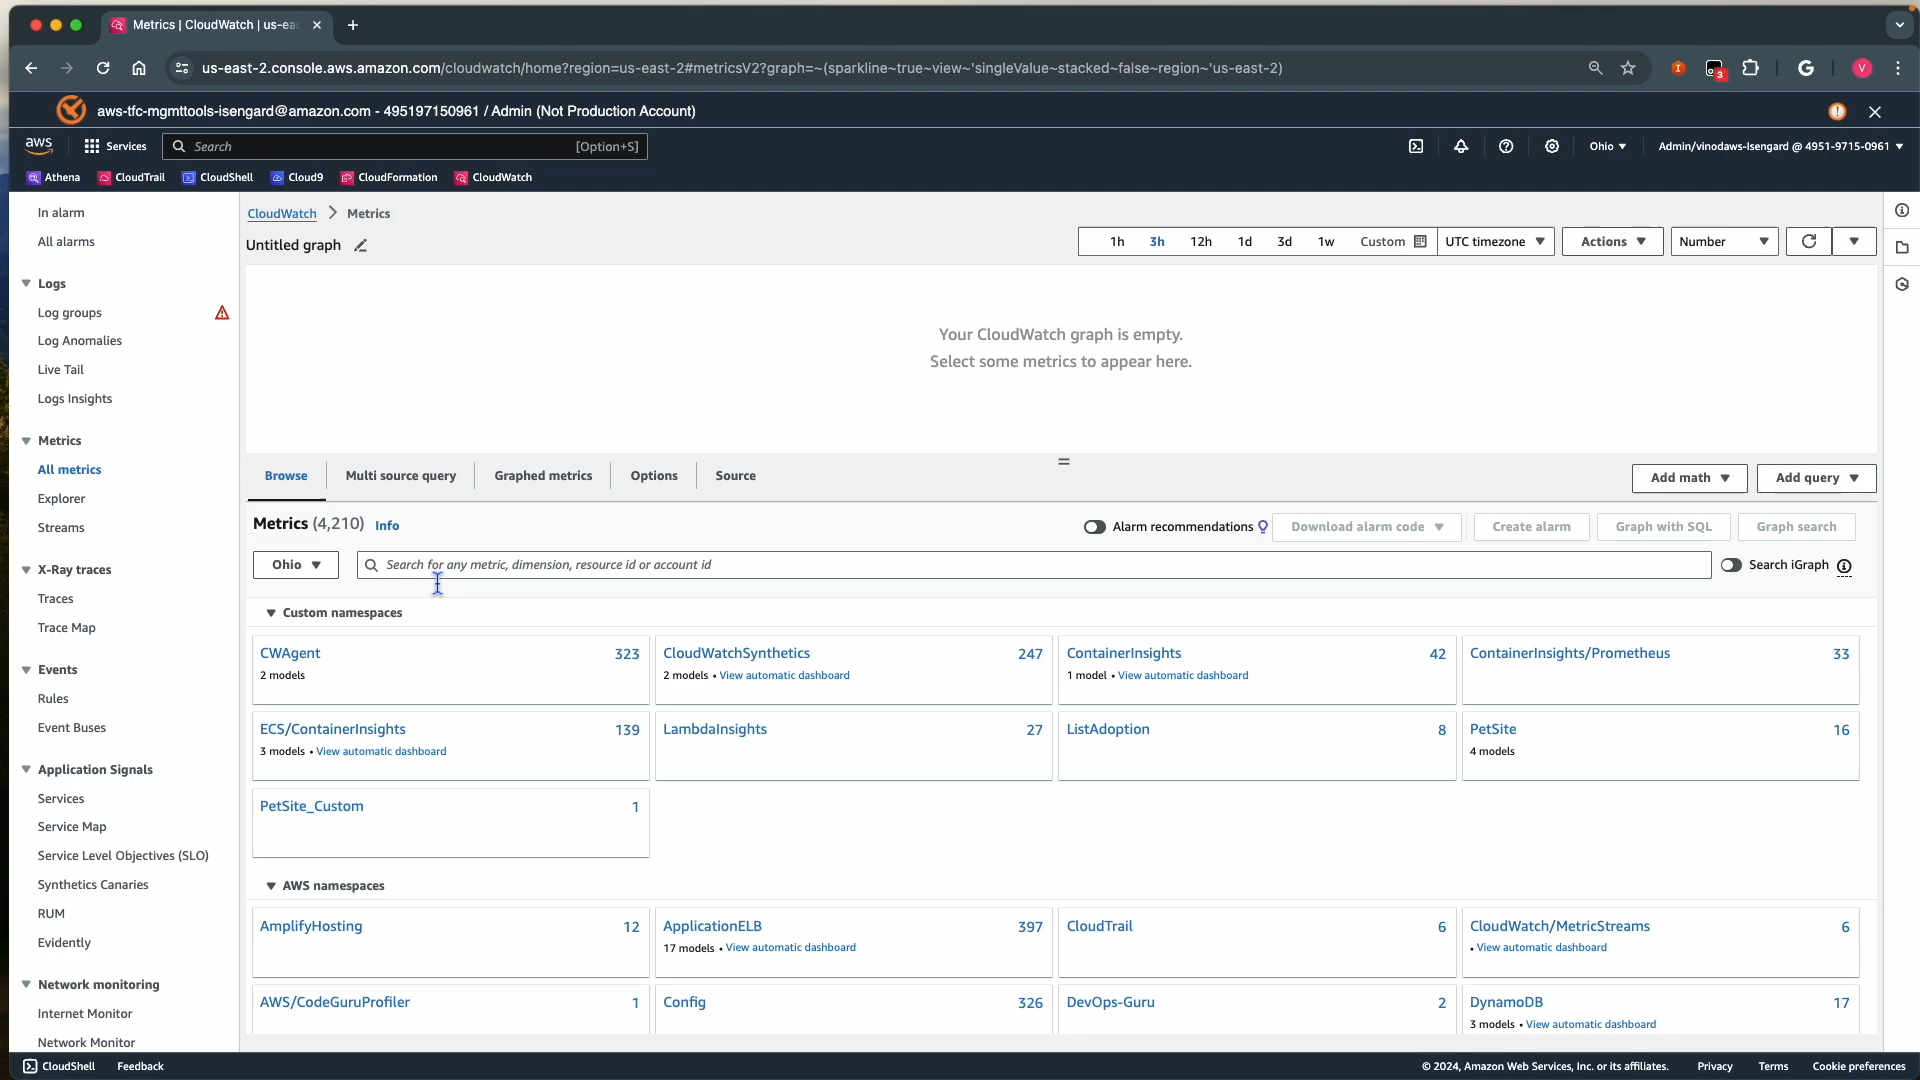 Metrics | CloudWatch | us-ea
us-east-2.console.aws.amazon.com/cloudwatch/home?region=us-east-2#metricsV2?graph=~(sparkline~true~view~'singleValue~stacked~false~region~'us-east-2)
3
G
V
aws-tfc-mgmttools-isengard@amazon.com - 495197150961 / Admin (Not Production Account)
aws
Services
Search
[Option+S]
Ohio
Admin/vinodaws-Isengard @ 4951-9715-0961
Athena
CloudTrail
CloudShell
Cloud9
CloudFormation
CloudWatch
In alarm
All alarms
Logs
Log groups
Log Anomalies
Live Tail
Logs Insights
Metrics
All metrics
Explorer
Streams
X-Ray traces
Traces
Trace Map
Events
Rules
Event Buses
Application Signals
Services
Service Map
Service Level Objectives (SLO)
Synthetics Canaries
RUM
Evidently
Network monitoring
Internet Monitor
Network Monitor
CloudWatch
Metrics
Untitled graph
1h
3h
12h
1d
3d
1w
Custom
UTC timezone
Actions
Number
Your CloudWatch graph is empty.
Select some metrics to appear here.
Browse
Multi source query
Graphed metrics
Options
Source
Add math
Add query
Metrics (4,210)
Info
Alarm recommendations
Download alarm code
Create alarm
Graph with SQL
Graph search
Ohio
Search for any metric, dimension, resource id or account id
Search iGraph
Custom namespaces
CWAgent
323
2 models
CloudWatchSynthetics
247
2 models • View automatic dashboard
ContainerInsights
42
1 model • View automatic dashboard
ContainerInsights/Prometheus
33
ECS/ContainerInsights
139
3 models • View automatic dashboard
LambdaInsights
27
ListAdoption
8
PetSite
16
4 models
PetSite_Custom
1
AWS namespaces
AmplifyHosting
12
ApplicationELB
397
17 models • View automatic dashboard
CloudTrail
6
CloudWatch/MetricStreams
6
• View automatic dashboard
AWS/CodeGuruProfiler
1
Config
326
DevOps-Guru
2
DynamoDB
17
3 models • View automatic dashboard
CloudShell
Feedback
© 2024, Amazon Web Services, Inc. or its affiliates.
Privacy
Terms
Cookie preferences